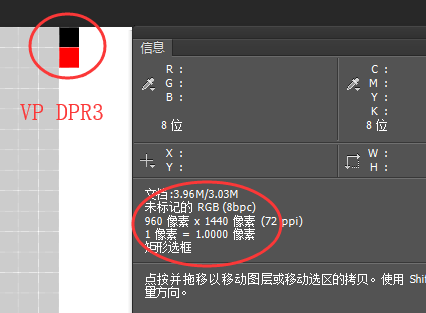 VP DPR3
信息
R :
G :
B :
8 位
C :
M :
Y :
K :
8 位
X :
Y :
W :
H :
文档:3.96M/3.03M
未标记的 RGB (8bpc)
960 像素 x 1440 像素 (72 ppi)
1 像素 = 1.0000 像素
矩形选框
点按并拖移以移动图层或移动选区的拷贝。使用 Shif
量方向。